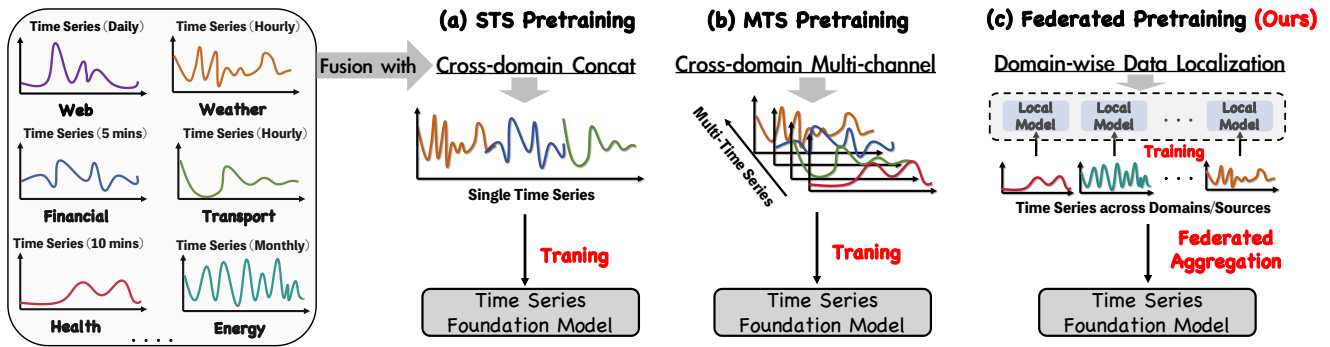 Time Series (Daily)
Web
Time Series (Hourly)
Weather
Time Series (5 mins)
Financial
Time Series (Hourly)
Transport
Time Series (10 mins)
Health
Time Series (Monthly)
Energy
. . . .
Fusion with
(a) STS Pretraining
Cross-domain Concat
Single Time Series
Traning
Time Series
Foundation Model
(b) MTS Pretraining
Cross-domain Multi-channel
Multi-Time Series
Traning
Time Series
Foundation Model
(c) Federated Pretraining (Ours)
Domain-wise Data Localization
Local
Model
Local
Model
. . .
Local
Model
Training
. . .
Time Series across Domains/Sources
Federated
Aggregation
Time Series
Foundation Model